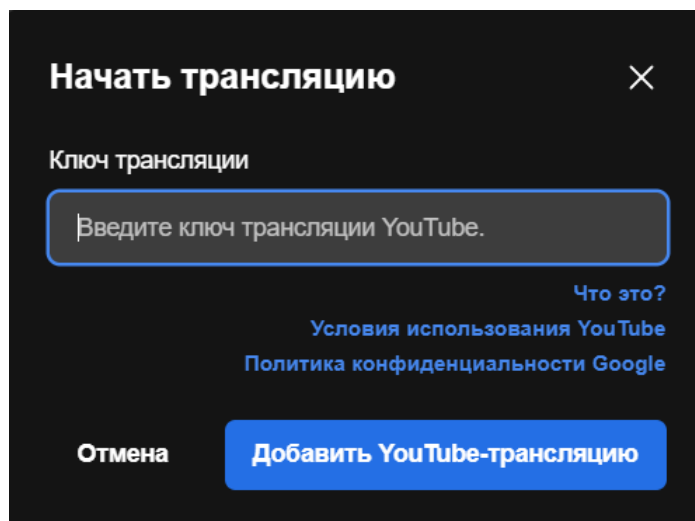 Начать трансляцию
Ключ трансляции
Введите ключ трансляции YouTube.
Что это?
Условия использования YouTube
Политика конфиденциальности Google
Отмена
Добавить YouTube-трансляцию